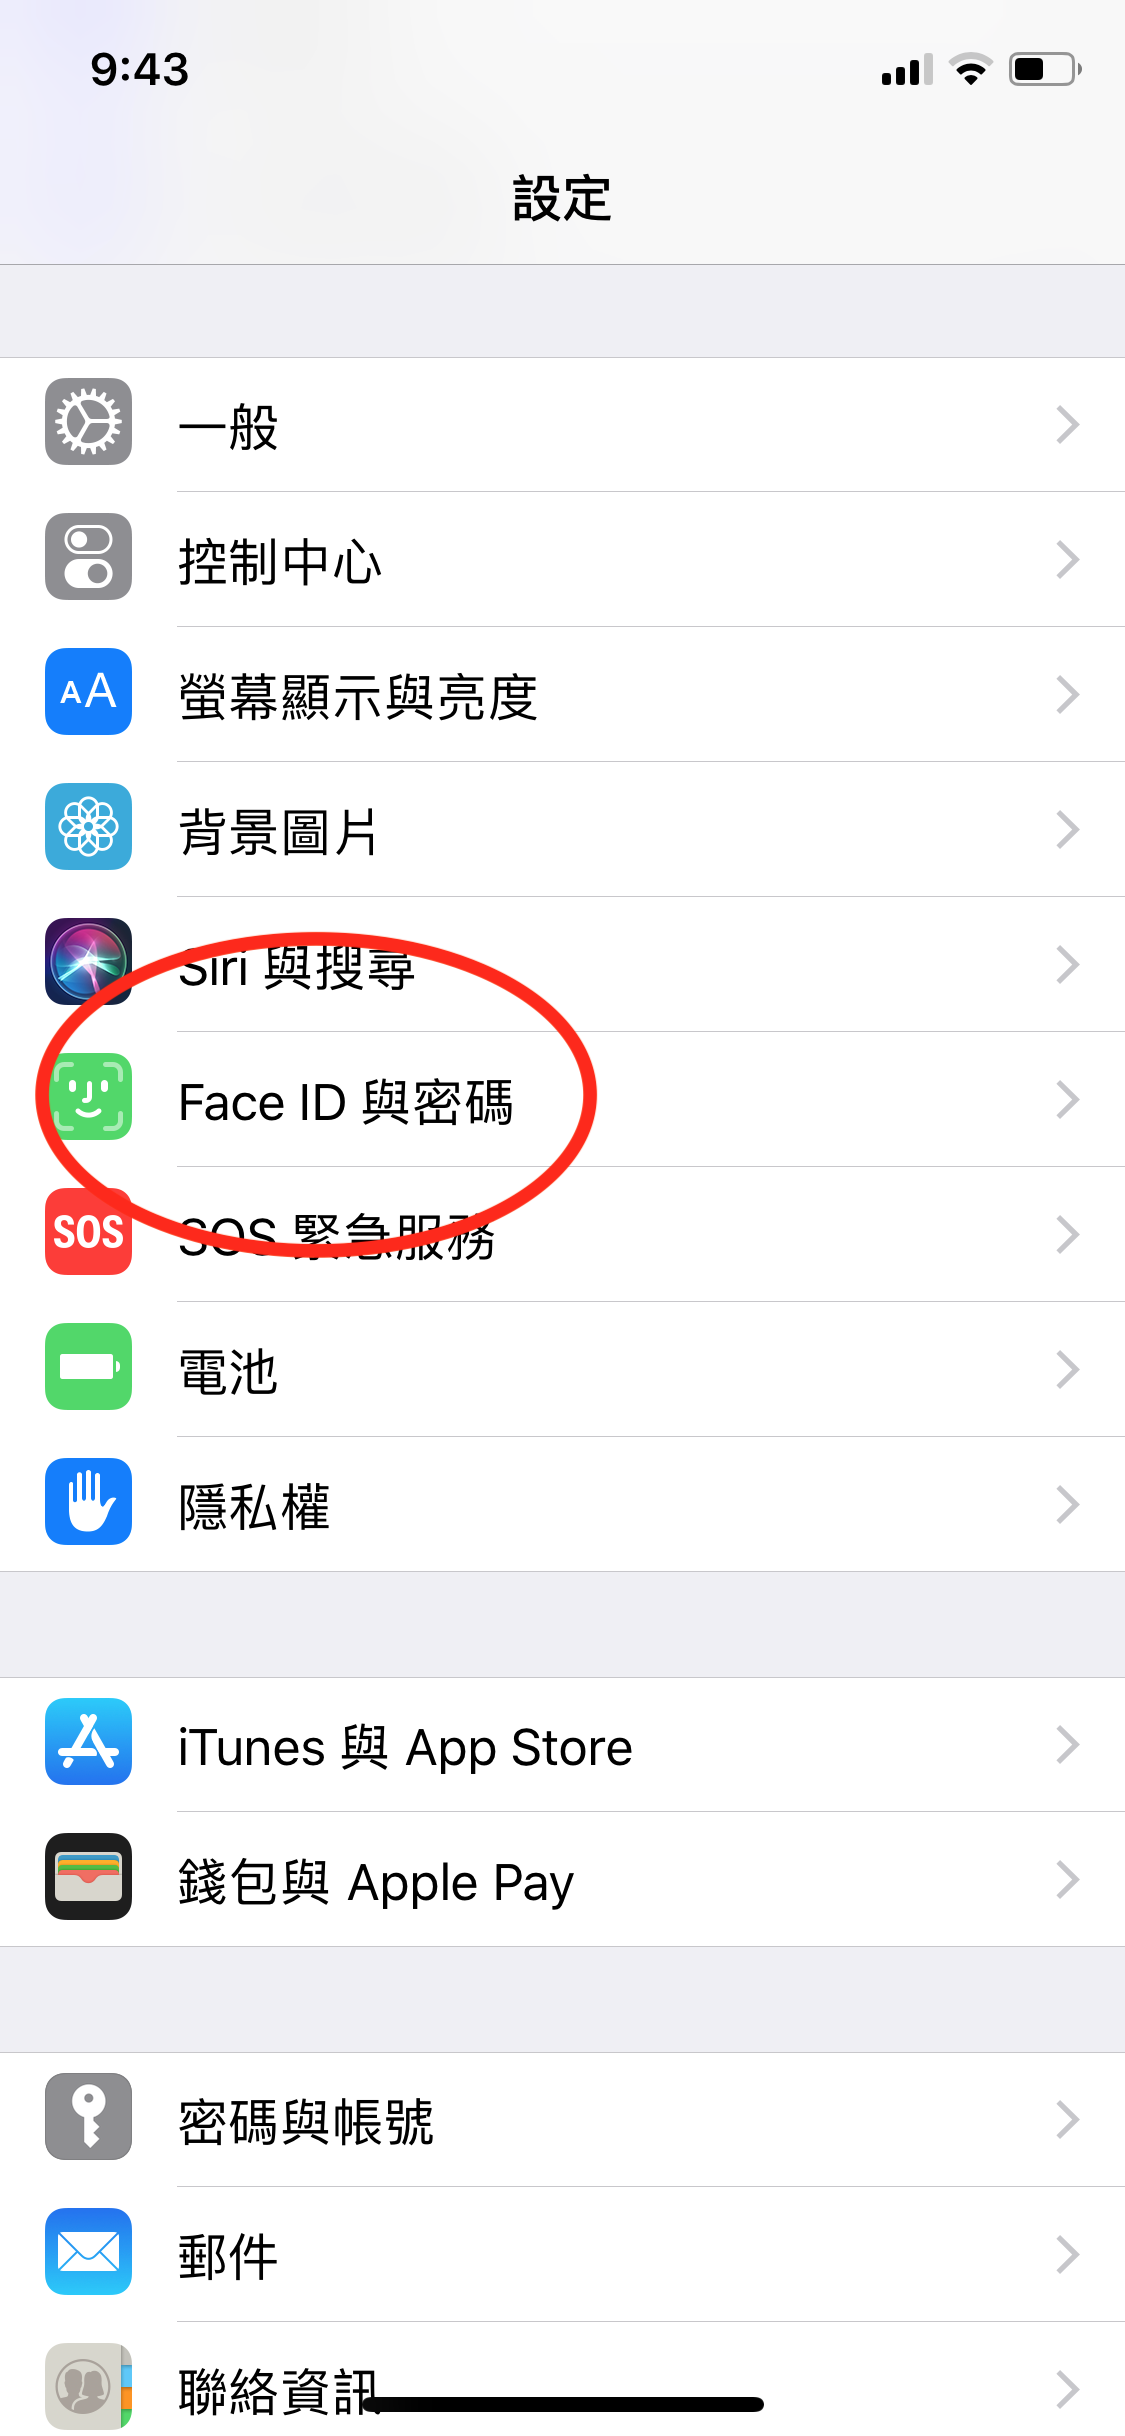 9:43
設定
一般
控制中心
AA
螢幕顯示與亮度
背景圖片
Siri 與搜尋
Face ID 與密碼
SOS
SOS 緊急服務
電池
隱私權
iTunes 與 App Store
錢包與 Apple Pay
密碼與帳號
郵件
聯絡資訊